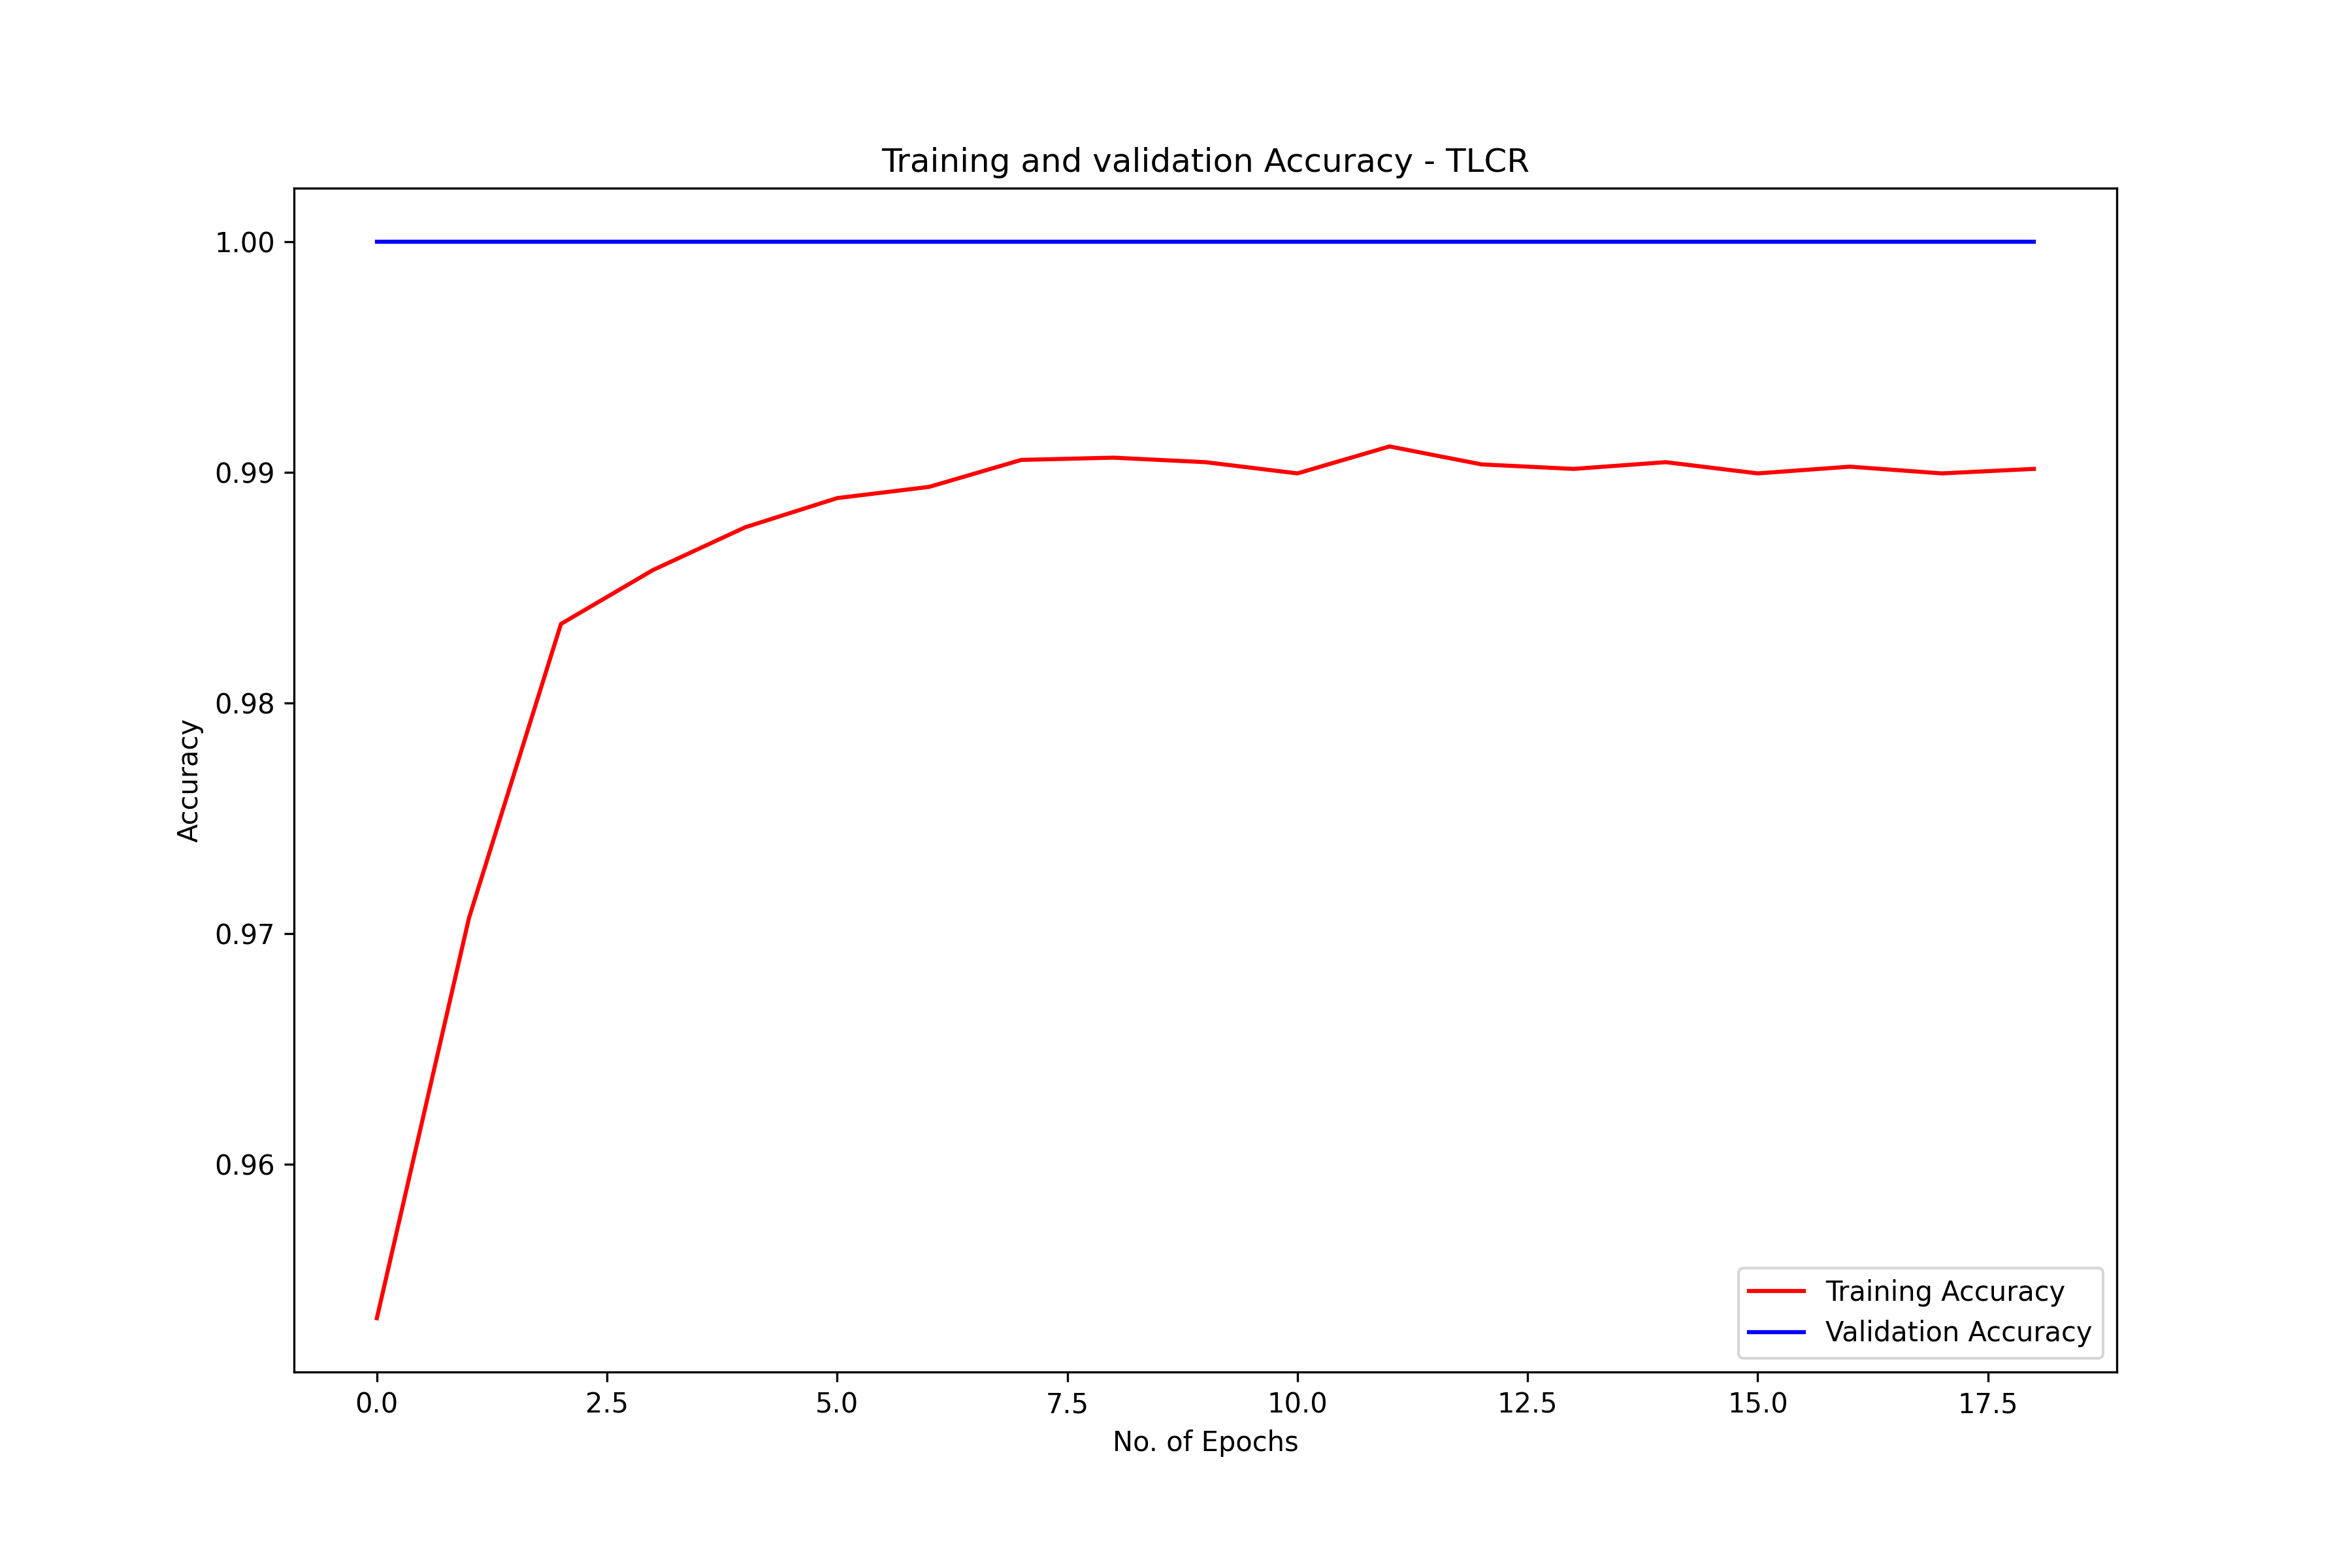 Training and validation Accuracy - TLCR
1.00
0.99
0.98
0.97
0.96
Accuracy
0.0 2.5 5.0 7.5 10.0 12.5 15.0 17.5
No. of Epochs
Training Accuracy
Validation Accuracy